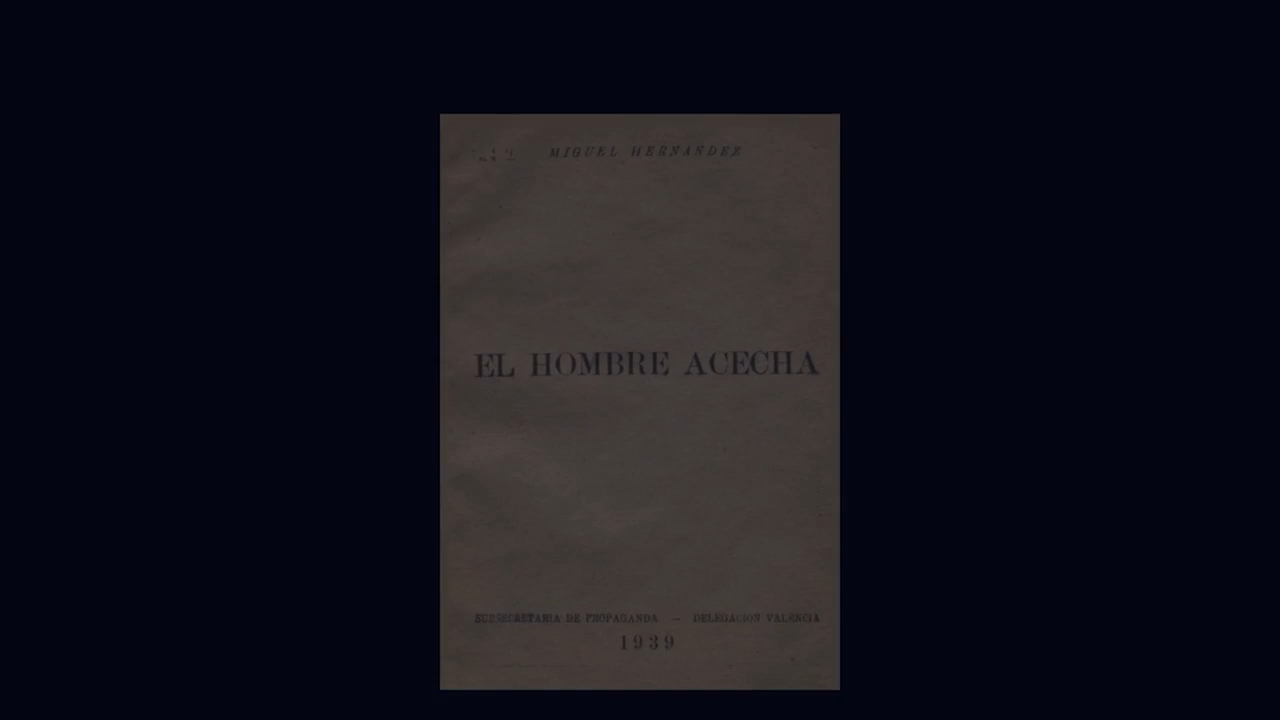 MIGUEL HERNANDEZ
EL HOMBRE ACECHA
SUBSECRETARIA DE PROPAGANDA — DELEGACION VALENCIA
1939